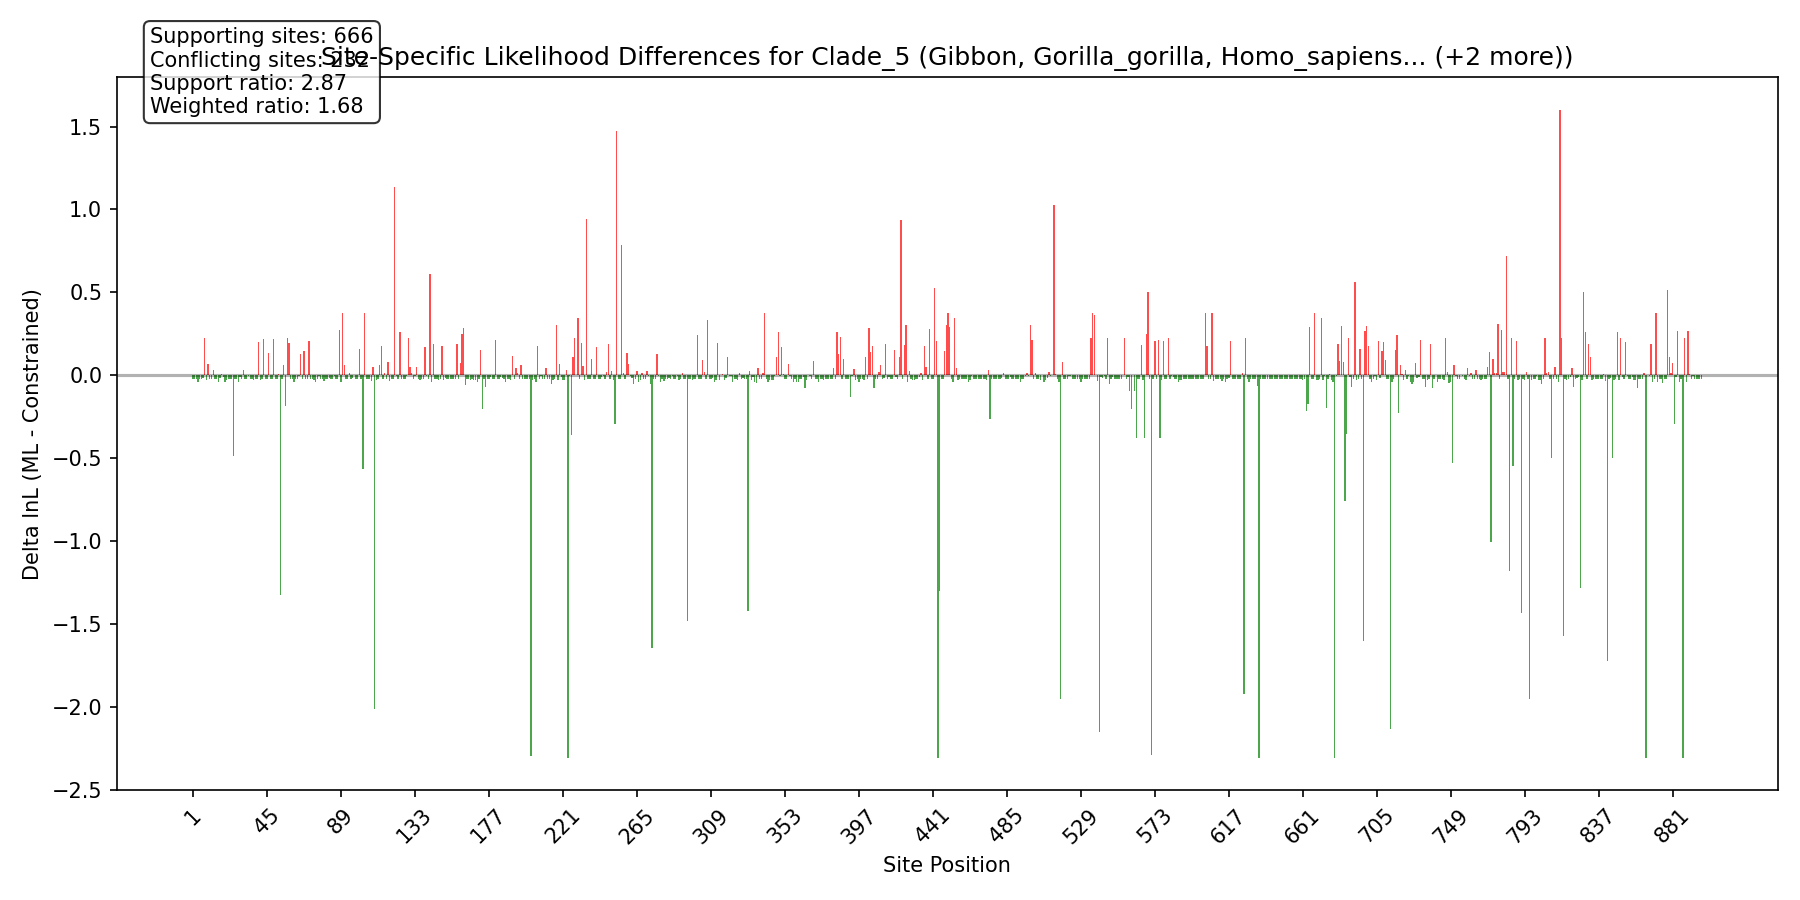 Supporting sites: 666
Conflicting sites: 232
Support ratio: 2.87
Weighted ratio: 1.68
Site-Specific Likelihood Differences for Clade_5 (Gibbon, Gorilla_gorilla, Homo_sapiens... (+2 more))
Delta lnL (ML - Constrained)
1.5
1.0
0.5
0.0
−0.5
−1.0
−1.5
−2.0
−2.5
1 45 89 133 177 221 265 309 353 397 441 485 529 573 617 661 705 749 793 837 881
Site Position